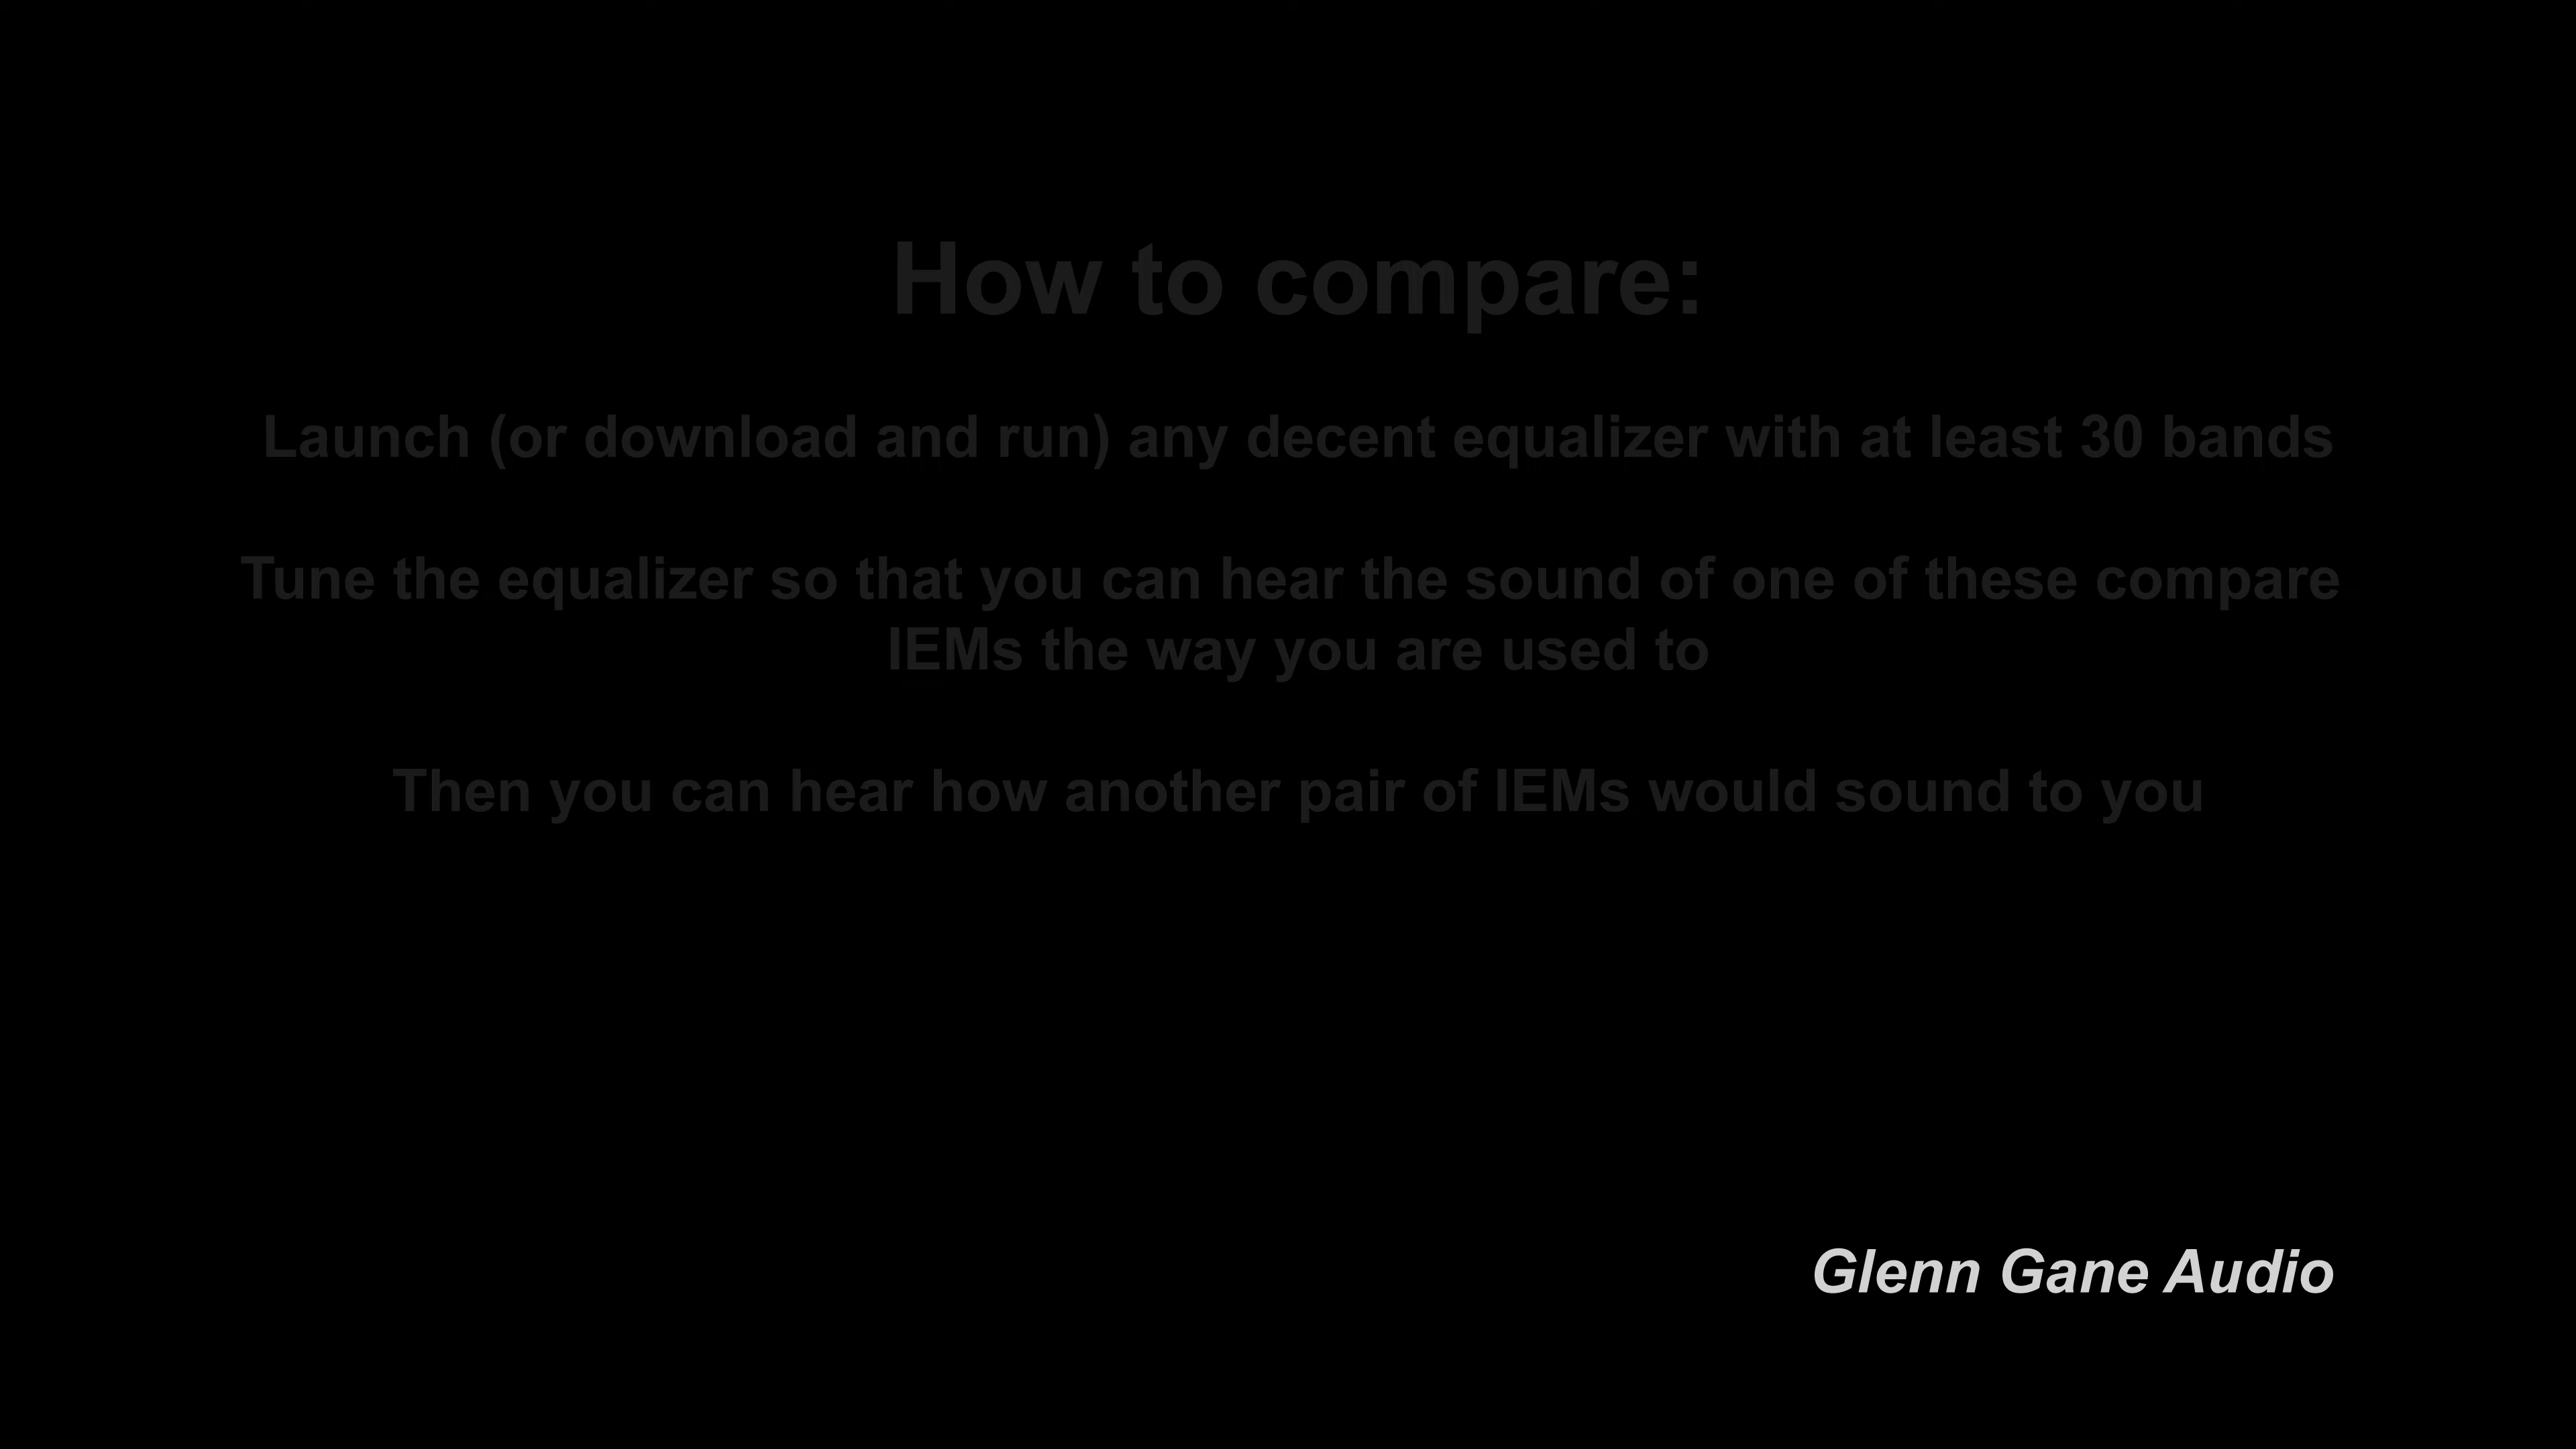 How to compare:
Launch (or download and run) any decent equalizer with at least 30 bands
Tune the equalizer so that you can hear the sound of one of these compare
IEMs the way you are used to
Then you can hear how another pair of IEMs would sound to you
Glenn Gane Audio